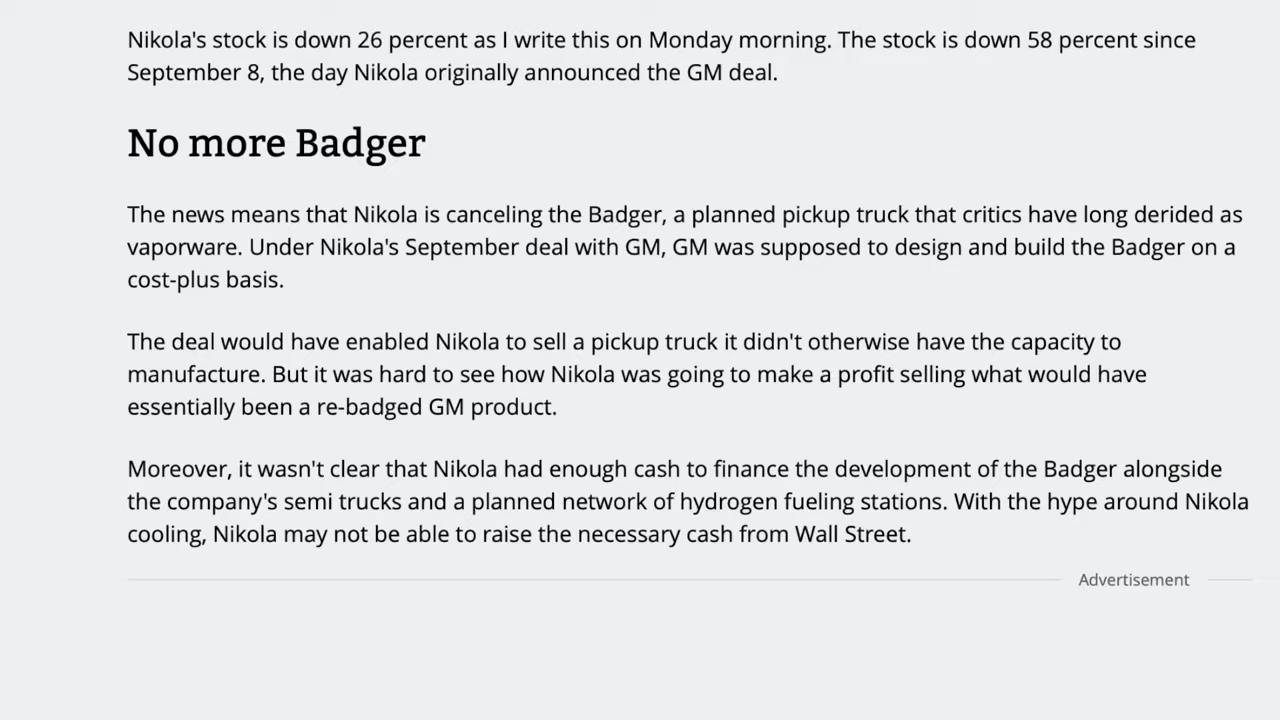 Nikola's stock is down 26 percent as I write this on Monday morning. The stock is down 58 percent since
September 8, the day Nikola originally announced the GM deal.
No more Badger
The news means that Nikola is canceling the Badger, a planned pickup truck that critics have long derided as
vaporware. Under Nikola's September deal with GM, GM was supposed to design and build the Badger on a
cost-plus basis.
The deal would have enabled Nikola to sell a pickup truck it didn't otherwise have the capacity to
manufacture. But it was hard to see how Nikola was going to make a profit selling what would have
essentially been a re-badged GM product.
Moreover, it wasn't clear that Nikola had enough cash to finance the development of the Badger alongside
the company's semi trucks and a planned network of hydrogen fueling stations. With the hype around Nikola
cooling, Nikola may not be able to raise the necessary cash from Wall Street.
Advertisement